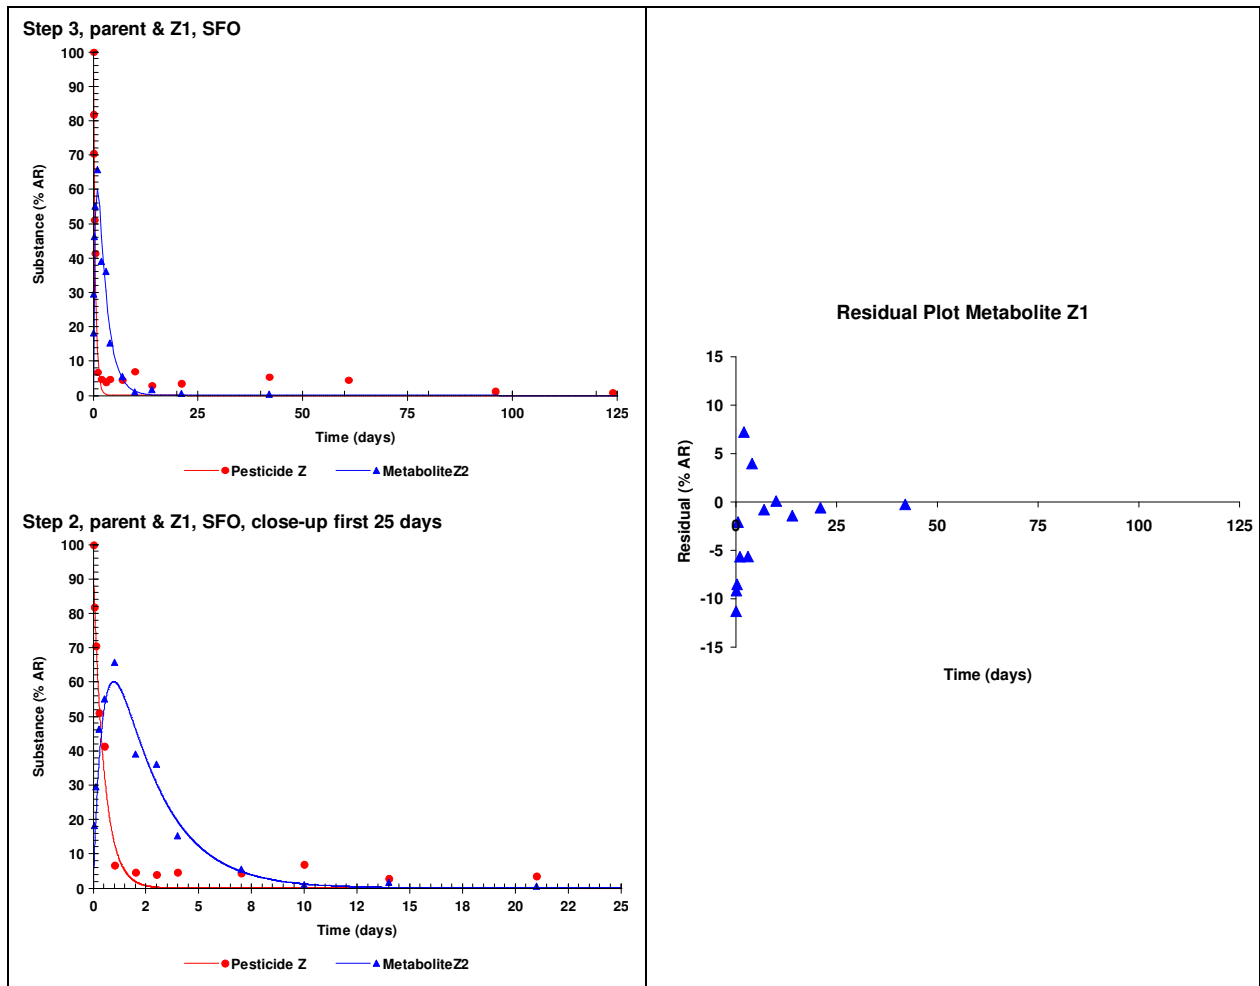 Step 3, parent & Z1, SFO
100
90
80
70
60
50
40
30
20
10
0
Substance (% AR)
0 25 50 75 100 125
Time (days)
Pesticide Z MetaboliteZ2
Step 2, parent & Z1, SFO, close-up first 25 days
100
90
80
70
60
50
40
30
20
10
0
Substance (% AR)
0 2 5 8 10 13 15 18 20 22 25
Time (days)
Pesticide Z MetaboliteZ2
Residual Plot Metabolite Z1
15
10
5
0
-5
-10
-15
Residual (% AR)
0 25 50 75 100 125
Time (days)